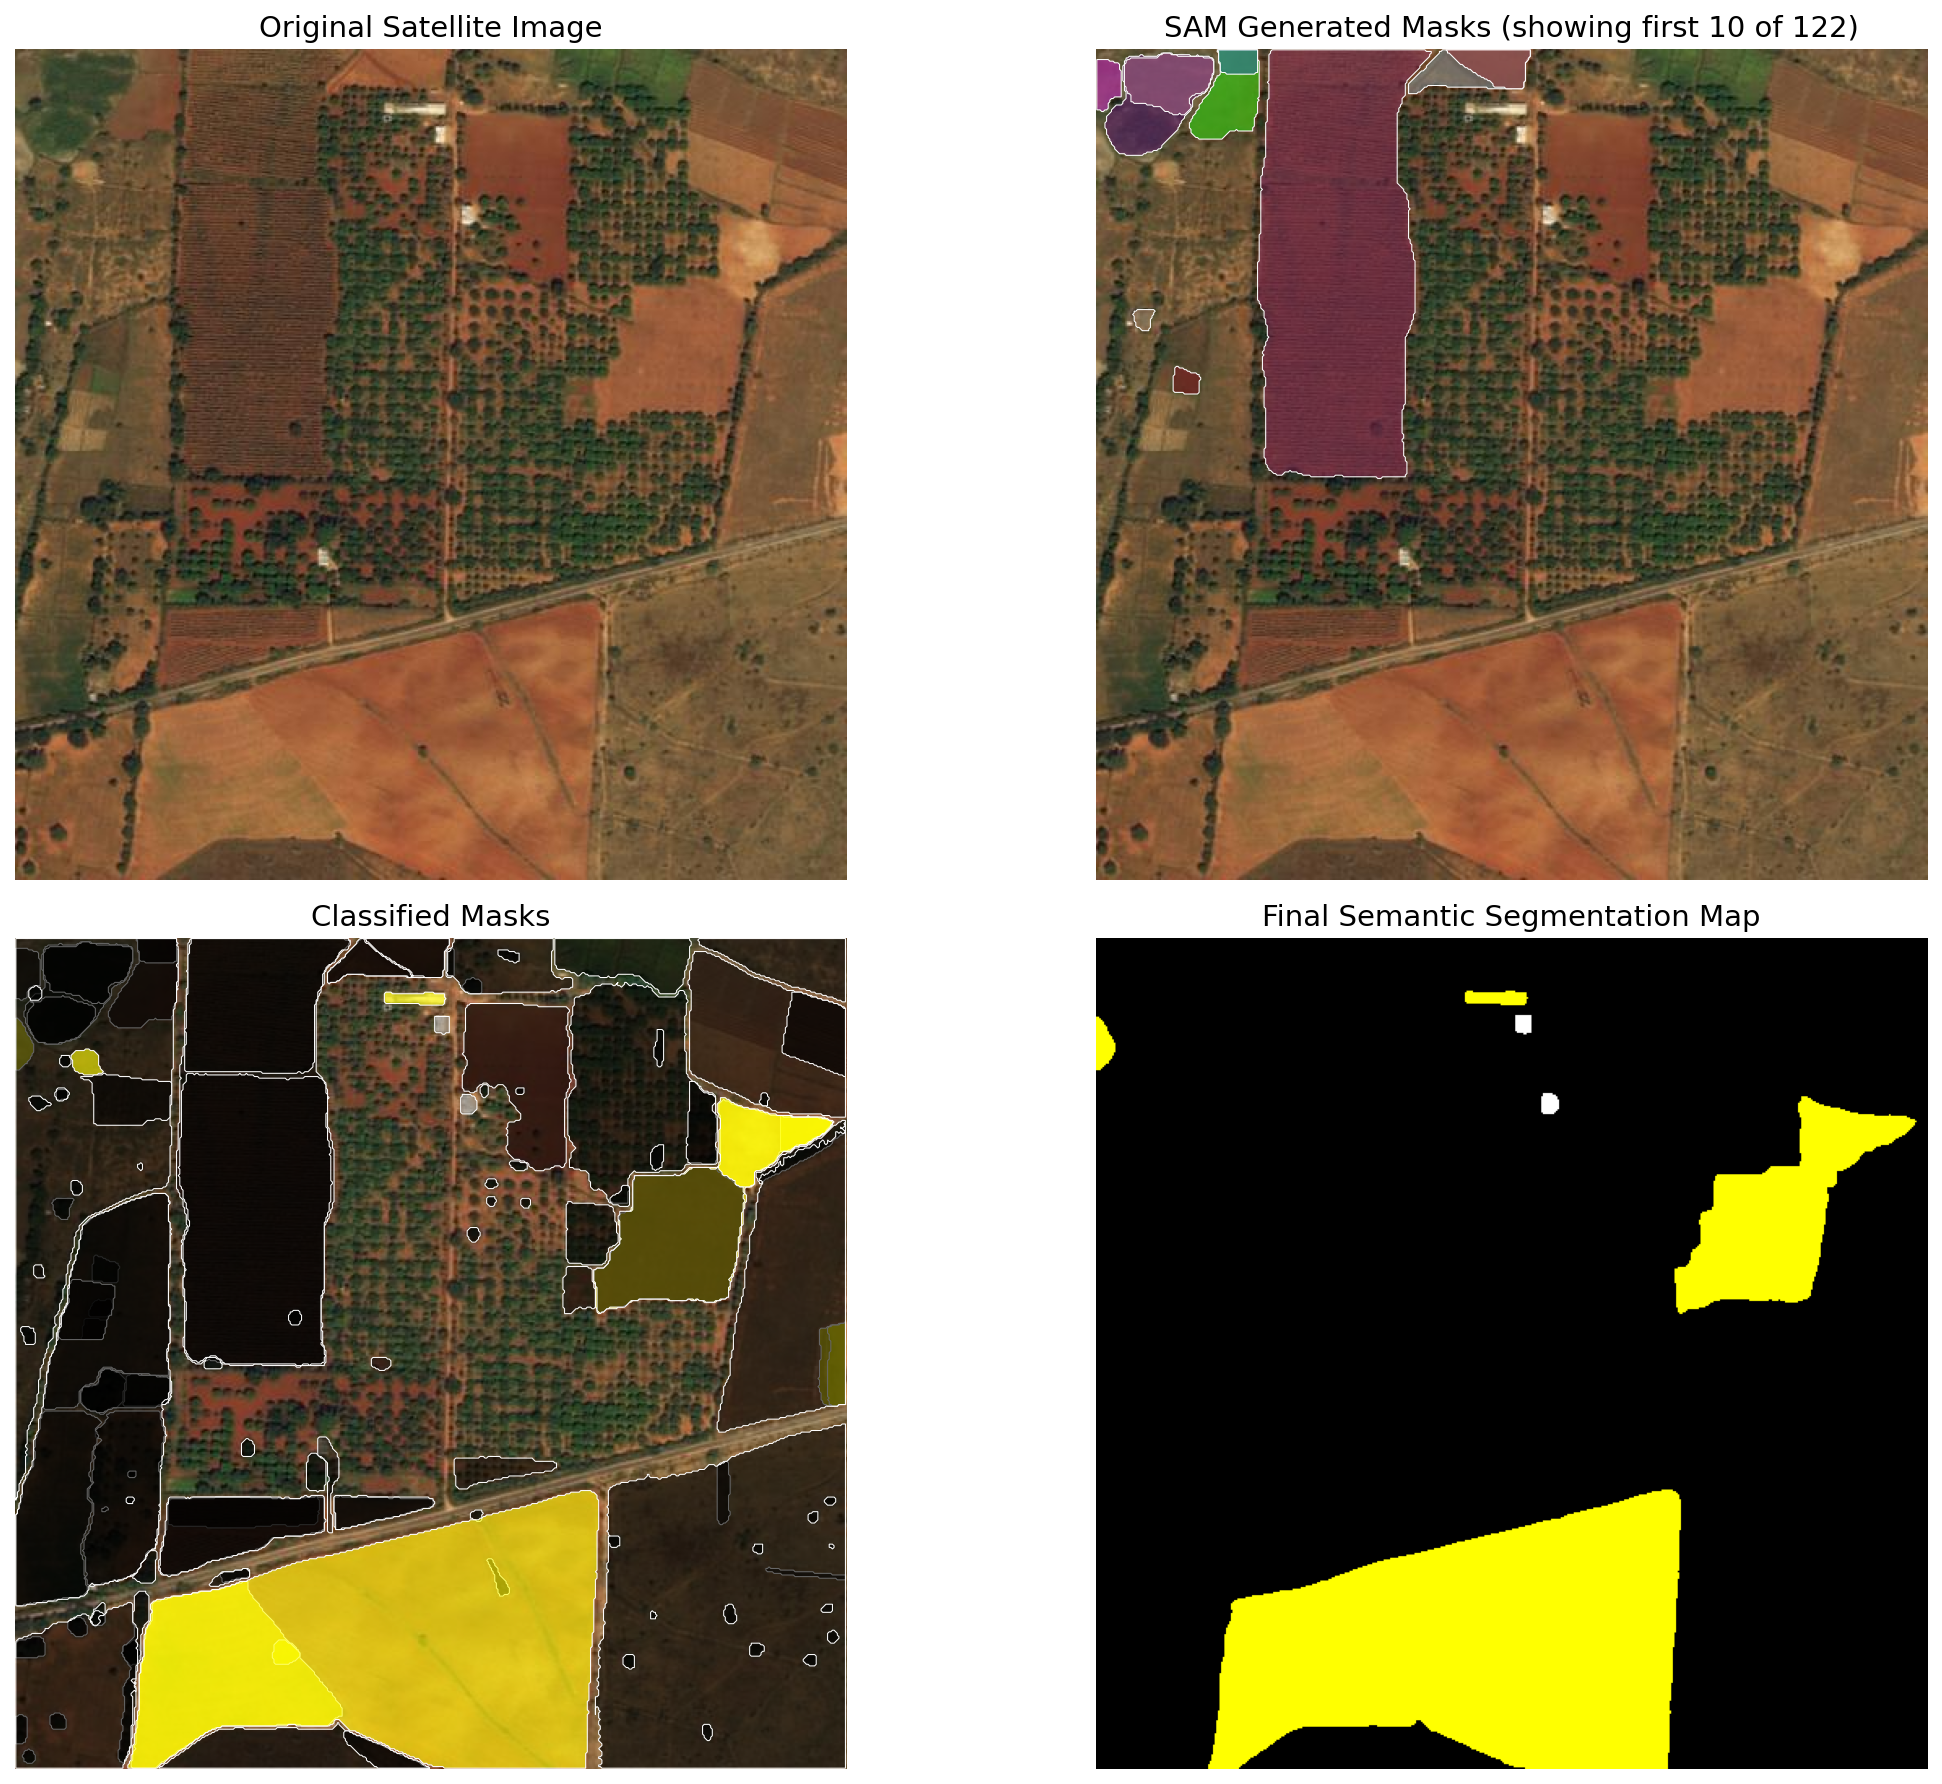 Original Satellite Image
SAM Generated Masks (showing first 10 of 122)
Classified Masks
Final Semantic Segmentation Map